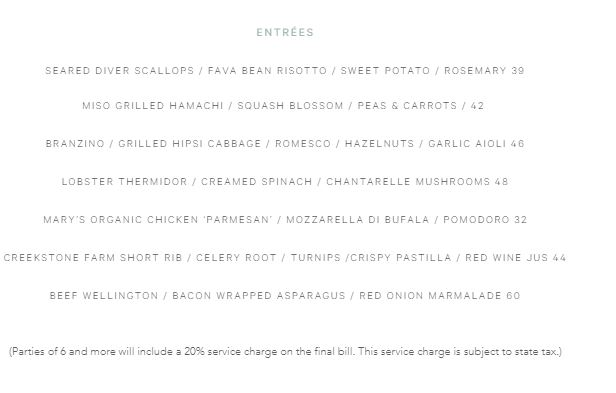 ENTRÉES
SEARED DIVER SCALLOPS / FAVA BEAN RISOTTO / SWEET POTATO / ROSEMARY 39
MISO GRILLED HAMACHI / SQUASH BLOSSOM / PEAS & CARROTS / 42
BRANZINO / GRILLED HIPSI CABBAGE / ROMESCO / HAZELNUTS / GARLIC AIOLI 46
LOBSTER THERMIDOR / CREAMED SPINACH / CHANTARELLE MUSHROOMS 48
MARY'S ORGANIC CHICKEN 'PARMESAN' / MOZZARELLA DI BUFALA / POMODORO 32
CREEKSTONE FARM SHORT RIB / CELERY ROOT / TURNIPS /CRISPY PASTILLA / RED WINE JUS 44
BEEF WELLINGTON / BACON WRAPPED ASPARAGUS / RED ONION MARMALADE 60
(Parties of 6 and more will include a 20% service charge on the final bill. This service charge is subject to state tax.)